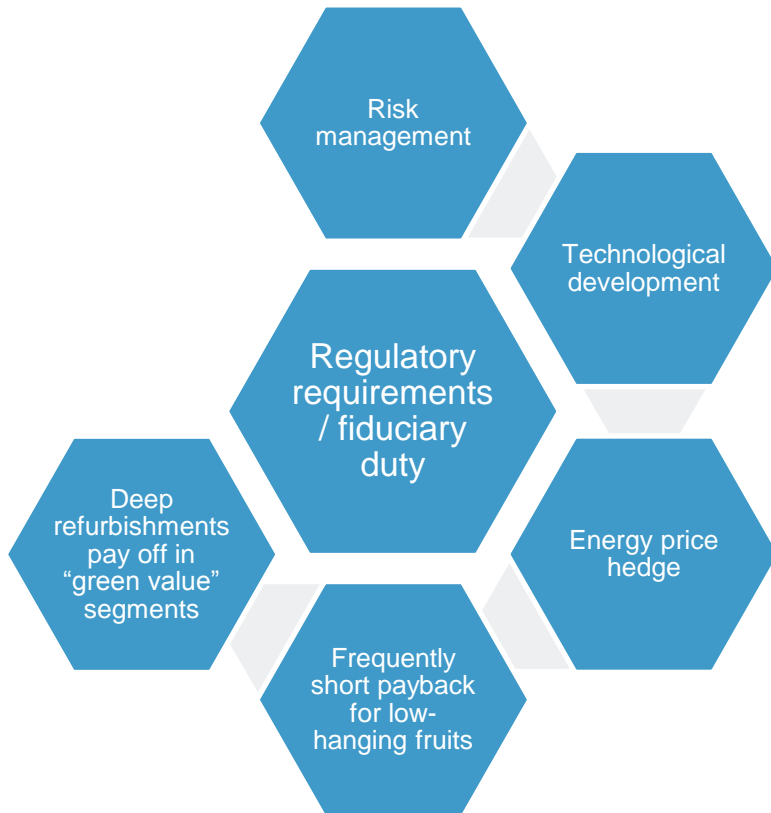 Risk
management
Technological
development
Regulatory
requirements
/ fiduciary
duty
Deep
refurbishments
pay off in
“green value”
segments
Energy price
hedge
Frequently
short payback
for low-
hanging fruits